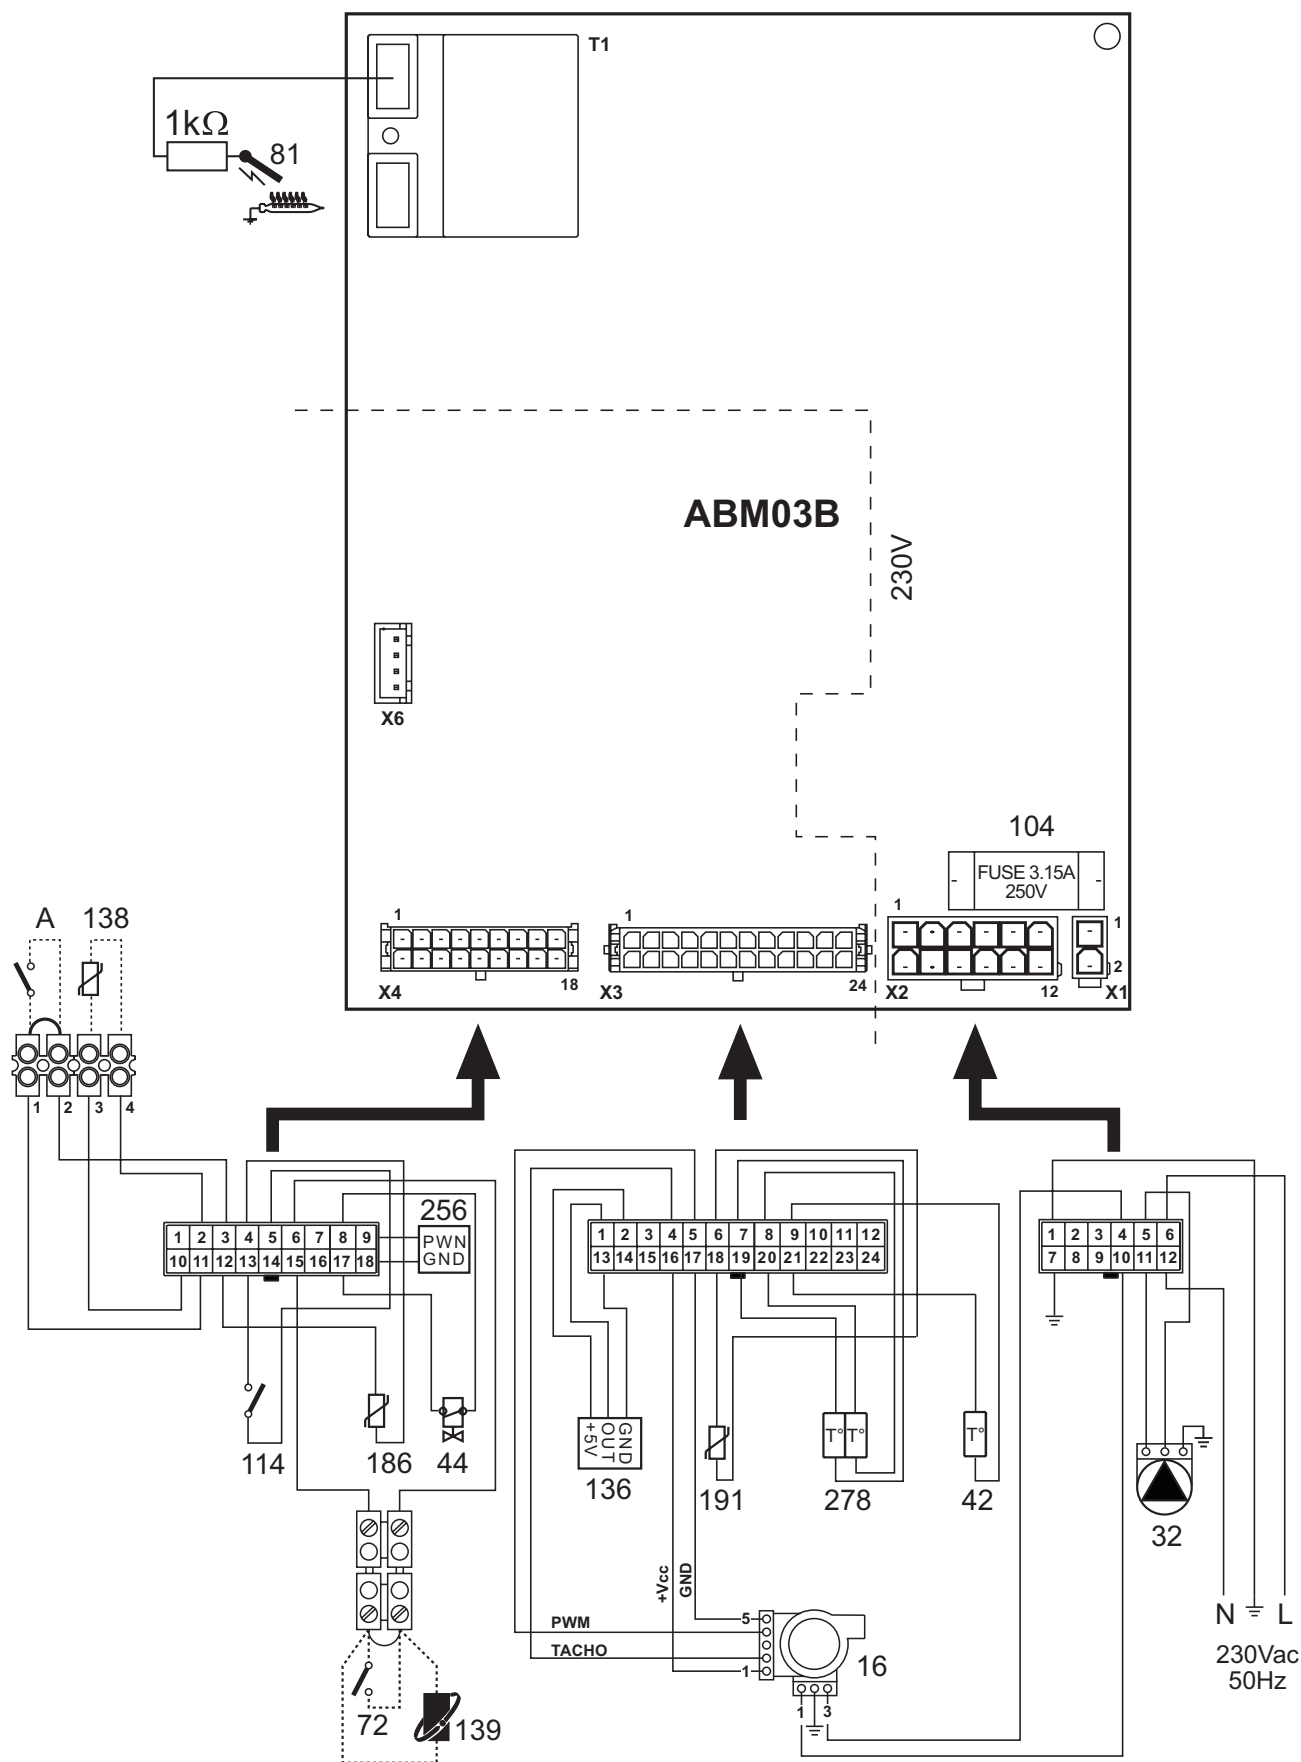 T1
1kΩ
81
ABM03B
230V
X6
104
FUSE 3.15A
250V
A 138
1 1 1 1
X4 18 X3 24 X2 12 2 X1
1 2 3 4
256
1 2 3 4 5 6 7 8 9 PWN
10 11 12 13 14 15 16 17 18 GND
1 2 3 4 5 6 7 8 9 10 11 12
13 14 15 16 17 18 19 20 21 22 23 24
1 2 3 4 5 6
7 8 9 10 11 12
+5V
OUT
GND
T° T° T°
114 186 44 136 191 278 42
32
+Vcc
GND
PWM 5
TACHO
1
16
1 3
N L
230Vac
50Hz
72 139